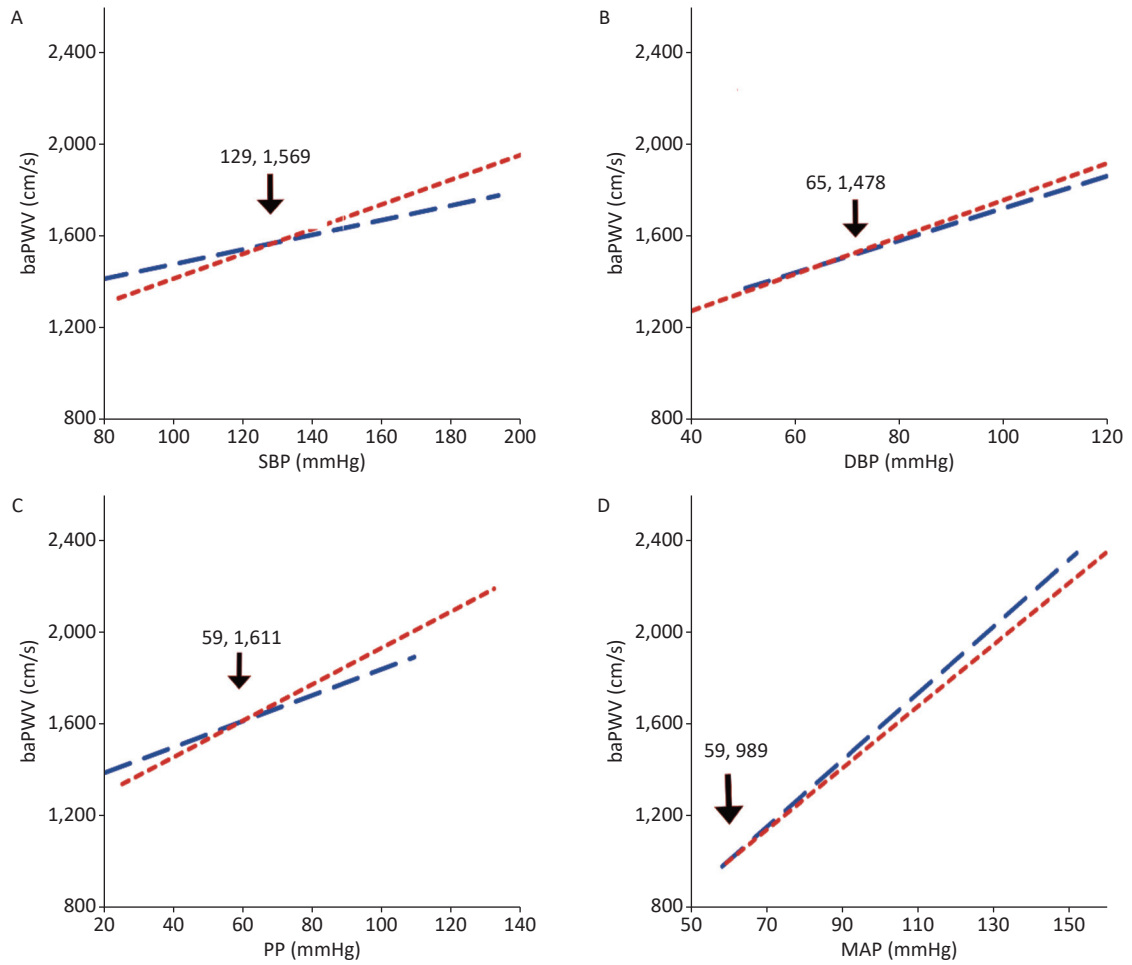 A
baPWV (cm/s)
2,400
2,000
1,600
1,200
800
129, 1,569
80 100 120 140 160 180 200
SBP (mmHg)
B
baPWV (cm/s)
2,400
2,000
1,600
1,200
800
65, 1,478
40 60 80 100 120
DBP (mmHg)
C
baPWV (cm/s)
2,400
2,000
1,600
1,200
800
59, 1,611
20 40 60 80 100 120 140
PP (mmHg)
D
baPWV (cm/s)
2,400
2,000
1,600
1,200
800
59, 989
50 70 90 110 130 150
MAP (mmHg)